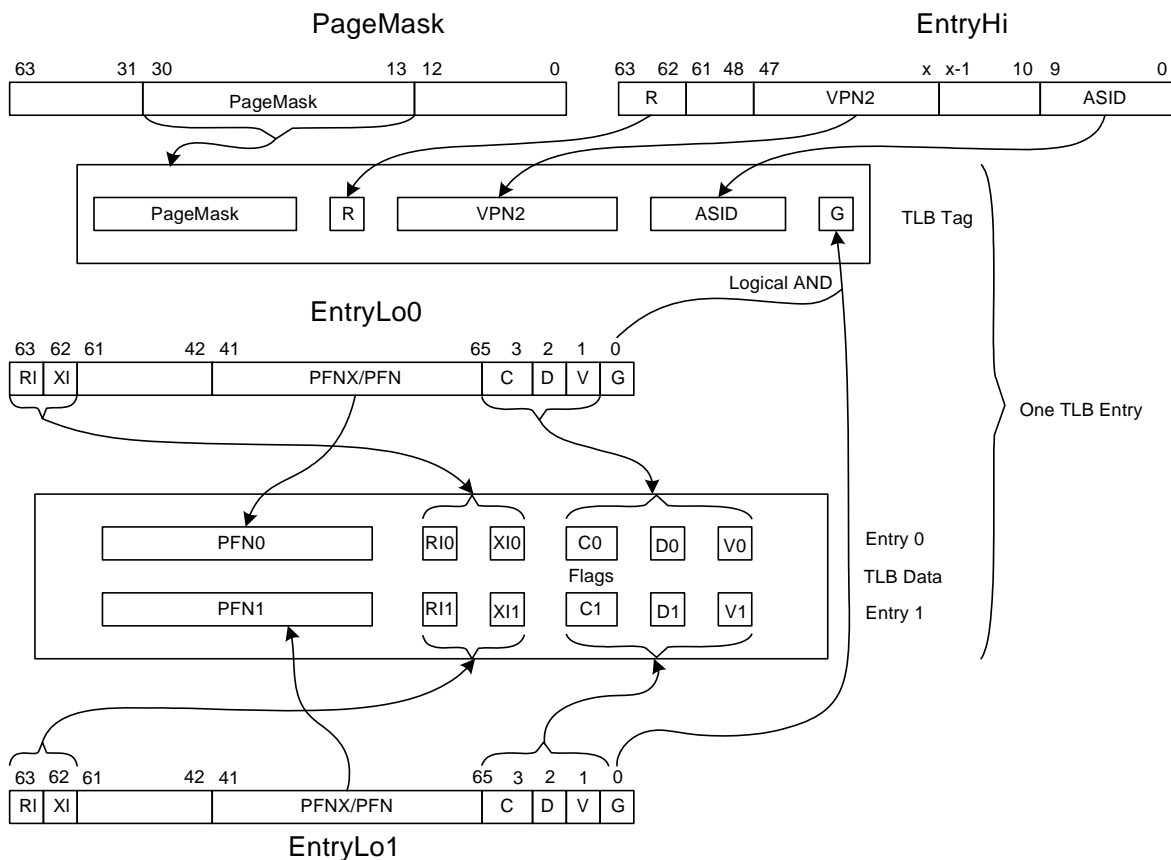 PageMask EntryHi
63 31 30 13 12 0 63 62 61 48 47 x x-1 10 9 0
PageMask R VPN2 ASID
PageMask R VPN2 ASID G TLB Tag
Logical AND
EntryLo0
63 62 61 42 41 65 3 2 1 0
RI XI PFNX/PFN C D V G
One TLB Entry
PFN0 RI0 XI0 C0 D0 V0 Entry 0
Flags TLB Data
PFN1 RI1 XI1 C1 D1 V1 Entry 1
63 62 61 42 41 65 3 2 1 0
RI XI PFNX/PFN C D V G
EntryLo1